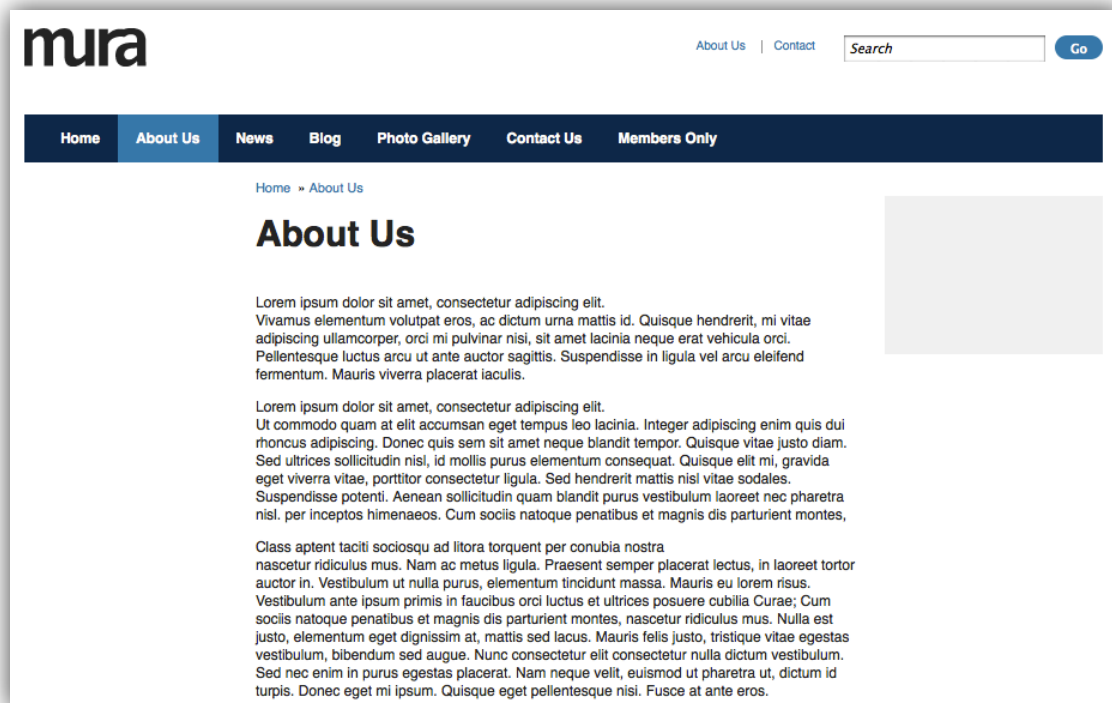 mura
About Us | Contact
Search
Go
Home About Us News Blog Photo Gallery Contact Us Members Only
Home » About Us
About Us
Lorem ipsum dolor sit amet, consectetur adipiscing elit.
Vivamus elementum volutpat eros, ac dictum urna mattis id. Quisque hendrerit, mi vitae
adipiscing ullamcorper, orci mi pulvinar nisi, sit amet lacinia neque erat vehicula orci.
Pellentesque luctus arcu ut ante auctor sagittis. Suspendisse in ligula vel arcu eleifend
fermentum. Mauris viverra placerat iaculis.
Lorem ipsum dolor sit amet, consectetur adipiscing elit.
Ut commodo quam at elit accumsan eget tempus leo lacinia. Integer adipiscing enim quis dui
rhoncus adipiscing. Donec quis sem sit amet neque blandit tempor. Quisque vitae justo diam.
Sed ultrices sollicitudin nisl, id mollis purus elementum consequat. Quisque elit mi, gravida
eget viverra vitae, porttitor consectetur ligula. Sed hendrerit mattis nisl vitae sodales.
Suspendisse potenti. Aenean sollicitudin quam blandit purus vestibulum laoreet nec pharetra
nisl. per inceptos himenaeos. Cum sociis natoque penatibus et magnis dis parturient montes,
Class aptent taciti sociosqu ad litora torquent per conubia nostra
nascetur ridiculus mus. Nam ac metus ligula. Praesent semper placerat lectus, in laoreet tortor
auctor in. Vestibulum ut nulla purus, elementum tincidunt massa. Mauris eu lorem risus.
Vestibulum ante ipsum primis in faucibus orci luctus et ultrices posuere cubilia Curae; Cum
sociis natoque penatibus et magnis dis parturient montes, nascetur ridiculus mus. Nulla est
justo, elementum eget dignissim at, mattis sed lacus. Mauris felis justo, tristique vitae egestas
vestibulum, bibendum sed augue. Nunc consectetur elit consectetur nulla dictum vestibulum.
Sed nec enim in purus egestas placerat. Nam neque velit, euismod ut pharetra ut, dictum id
turpis. Donec eget mi ipsum. Quisque eget pellentesque nisi. Fusce at ante eros.